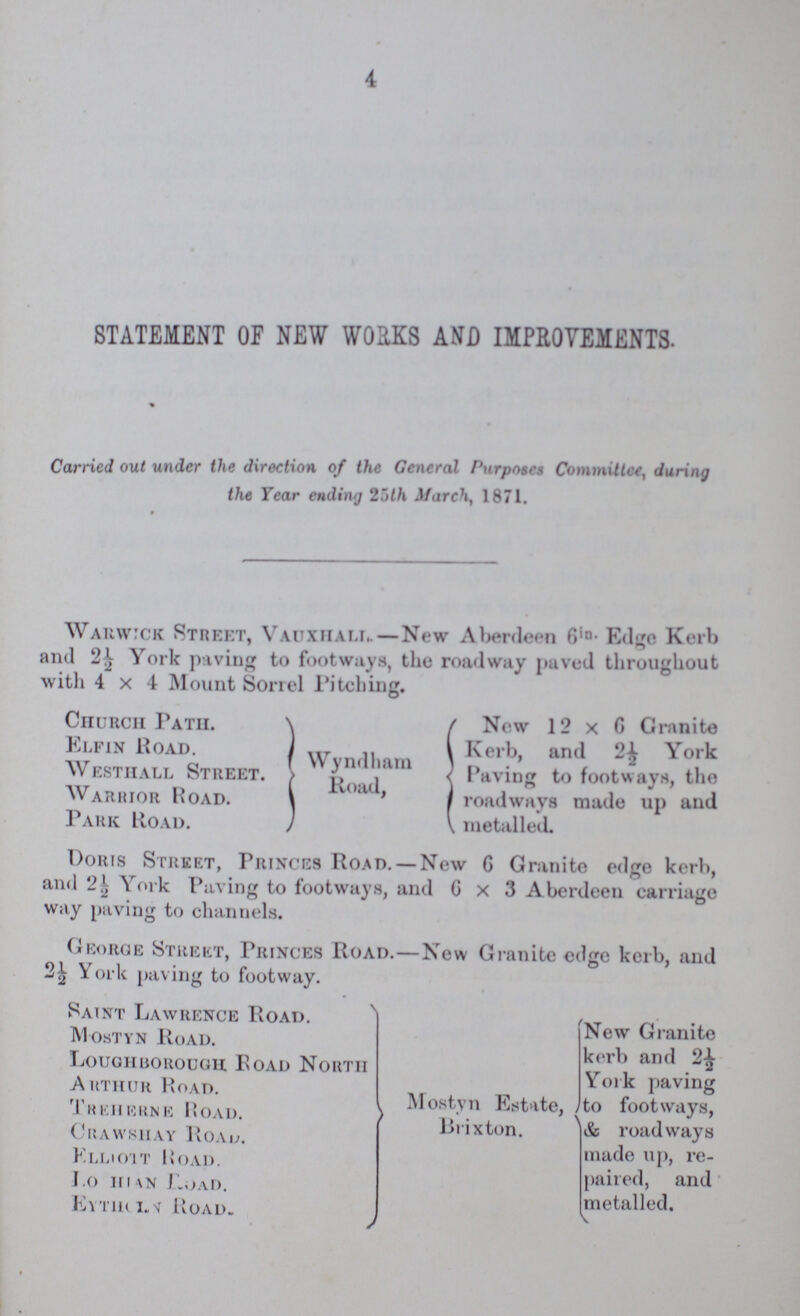 4
STATEMENT OF NEW WORKS AND IMPROVEMENTS.
Carried out under the direction of the General Purposes Committee, during
the Year ending 25th March, 1871.
WARWICK STREET, VAUXHALL.—New Aberdeen 6in. Edge Kerb
and 2½ York paving to footways, the roadway paved throughout
with 4 × 4 Mount Sorrel Pitching.
CHURCH PATH.
ELFIN ROAD.
WESTHALL STREET.
WARRIOR ROAD.
PARK ROAD.
Wyndham
Road,
New 12 × 6 Granite
Kerb, and 2½ York
Paving to footways, the
roadways made up and
metalled.
DORIS STREET, PRINCES ROAD.—New 6 Granite edge kerb,
and 2½ York Paving to footways, and 6 × 3 Aberdeen carriage
way paving to channels.
GEORGE STREET, PRINCES ROAD.—New Granite edge kerb, and
2½ York paving to footway.
SAINT LAWRENCE ROAD.
MOSTYN ROAD.
LOUGHBOROUGH ROAD NORTH
ARTHUR ROAD.
TREHERNE ROAD.
CRAWSHAY ROAD.
ELLIOTT ROAD.
ROAD.
ROAD.
Mostyn Estate,
Brixton.
New Granite
kerb and 2½
York paving
to footways,
& roadways
made up, re-
paired, and
metalled.